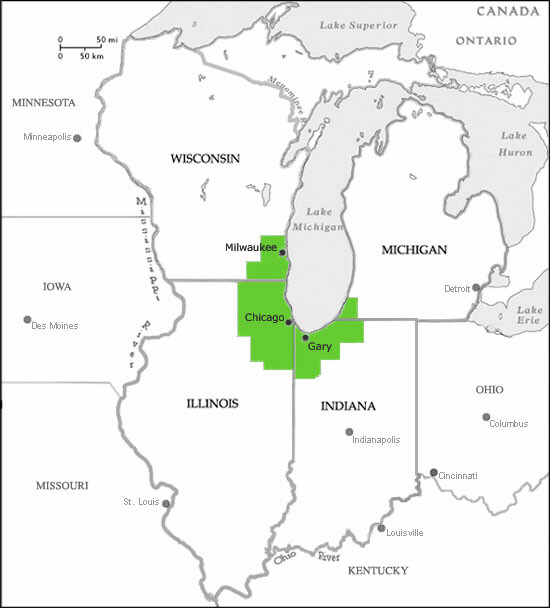 CANADA
Lake Superior
ONTARIO
0 50 mi
0 50 km
Menominee
MINNESOTA
Minneapolis
Lake
Huron
WISCONSIN
Mississippi
River
Lake
Michigan
Milwaukee
MICHIGAN
IOWA
Detroit
Chicago
Lake
Erie
Des Moines
Gary
OHIO
ILLINOIS
INDIANA
Columbus
Indianapolis
MISSOURI
Cincinnati
St. Louis
Louisville
Ohio River
KENTUCKY